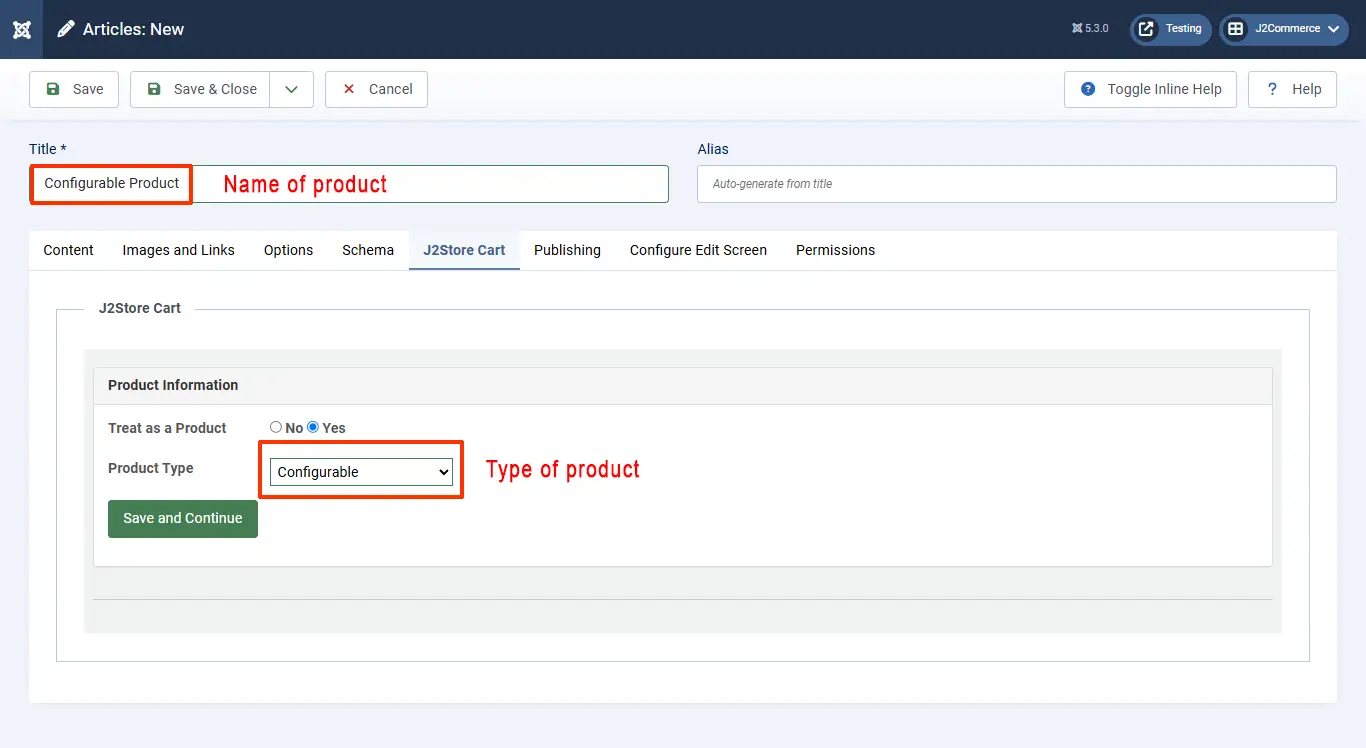 Articles: New
5.3.0
Testing
J2Commerce
Save
Save & Close
Cancel
Toggle Inline Help
? Help
Title *
Alias
Configurable Product
Name of product
Auto-generate from title
Content
Images and Links
Options
Schema
J2Store Cart
Publishing
Configure Edit Screen
Permissions
J2Store Cart
Product Information
Treat as a Product
No
Yes
Product Type
Configurable
Type of product
Save and Continue